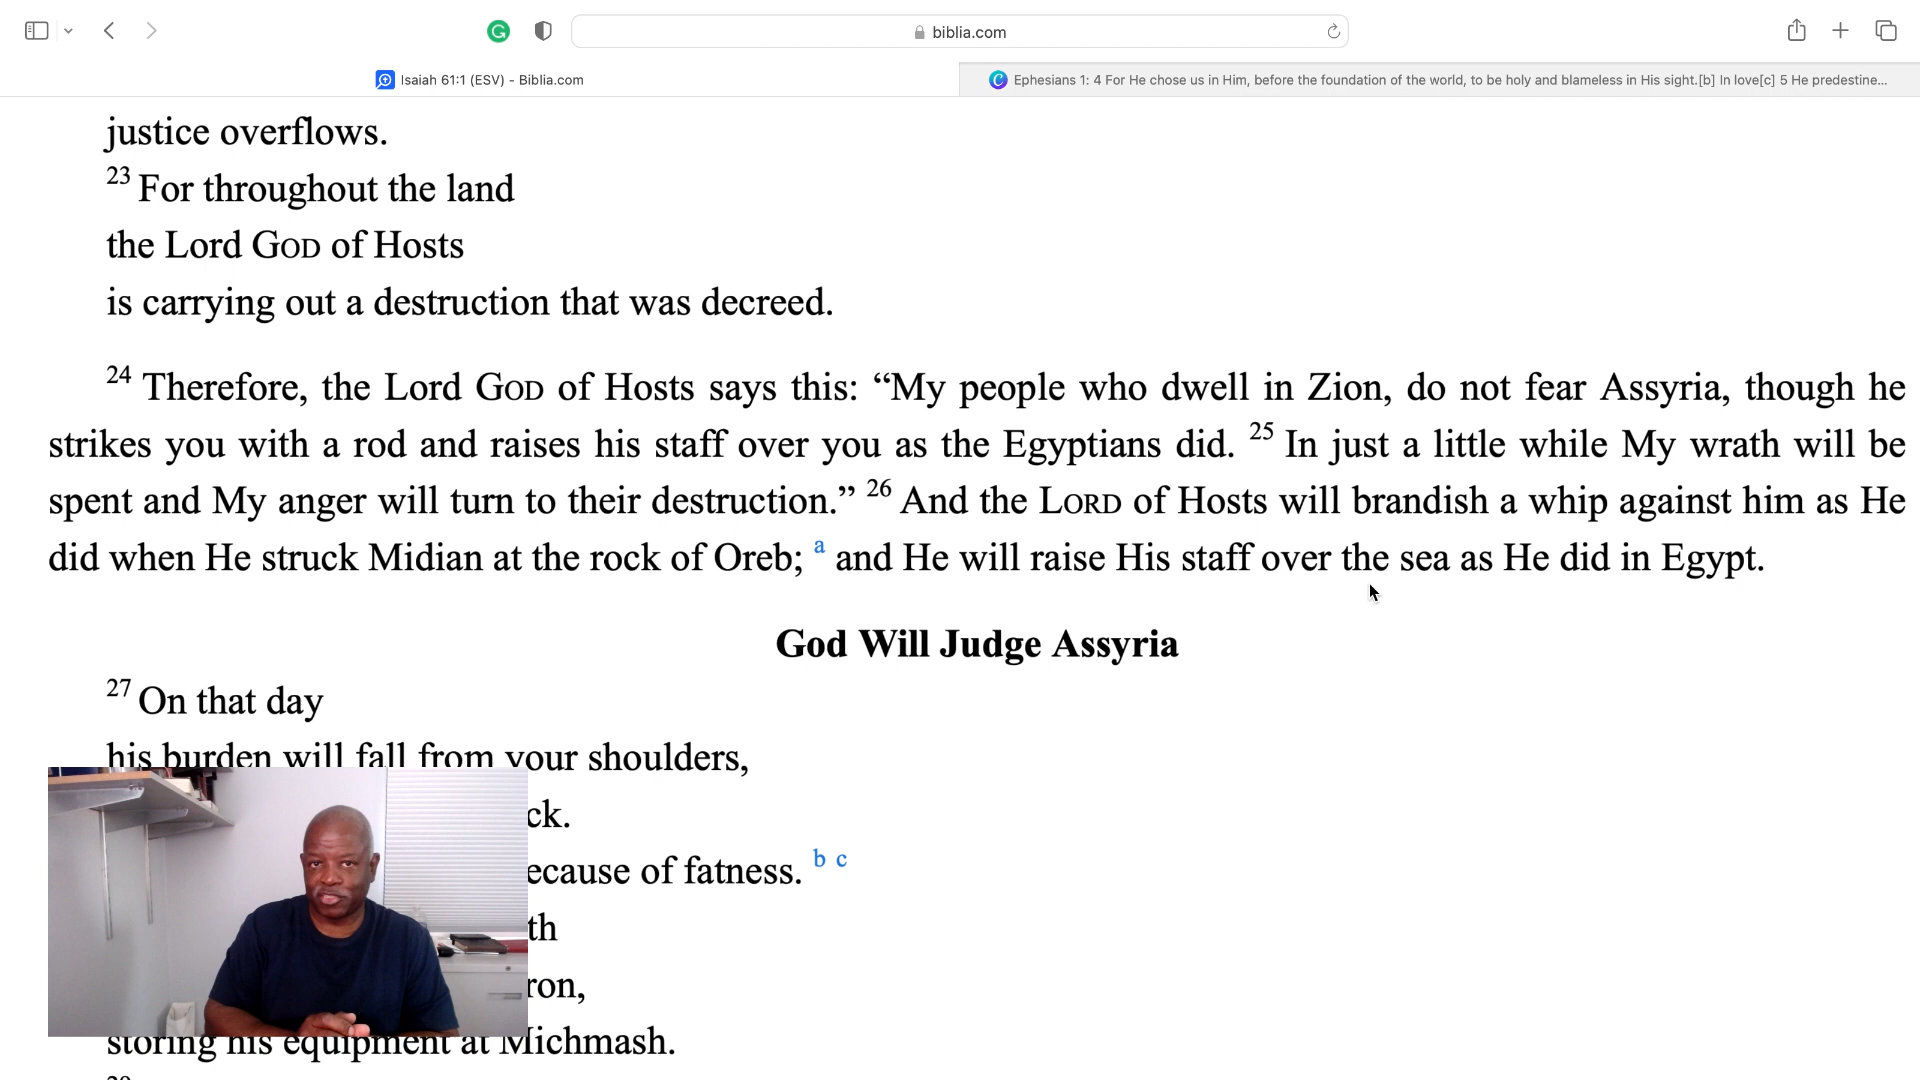 biblia.com
Isaiah 61:1 (ESV) - Biblia.com
Ephesians 1: 4 For He chose us in Him, before the foundation of the world, to be holy and blameless in His sight.[b] In love[c] 5 He predestine...
justice overflows.
23 For throughout the land
the Lord GOD of Hosts
is carrying out a destruction that was decreed.
24 Therefore, the Lord GOD of Hosts says this: “My people who dwell in Zion, do not fear Assyria, though he
strikes you with a rod and raises his staff over you as the Egyptians did. 25 In just a little while My wrath will be
spent and My anger will turn to their destruction.” 26 And the LORD of Hosts will brandish a whip against him as He
did when He struck Midian at the rock of Oreb; a and He will raise His staff over the sea as He did in Egypt.
God Will Judge Assyria
27 On that day
his burden will fall from your shoulders,
ck.
ecause of fatness. b c
th
ron,
storing his equipment at Michmash.